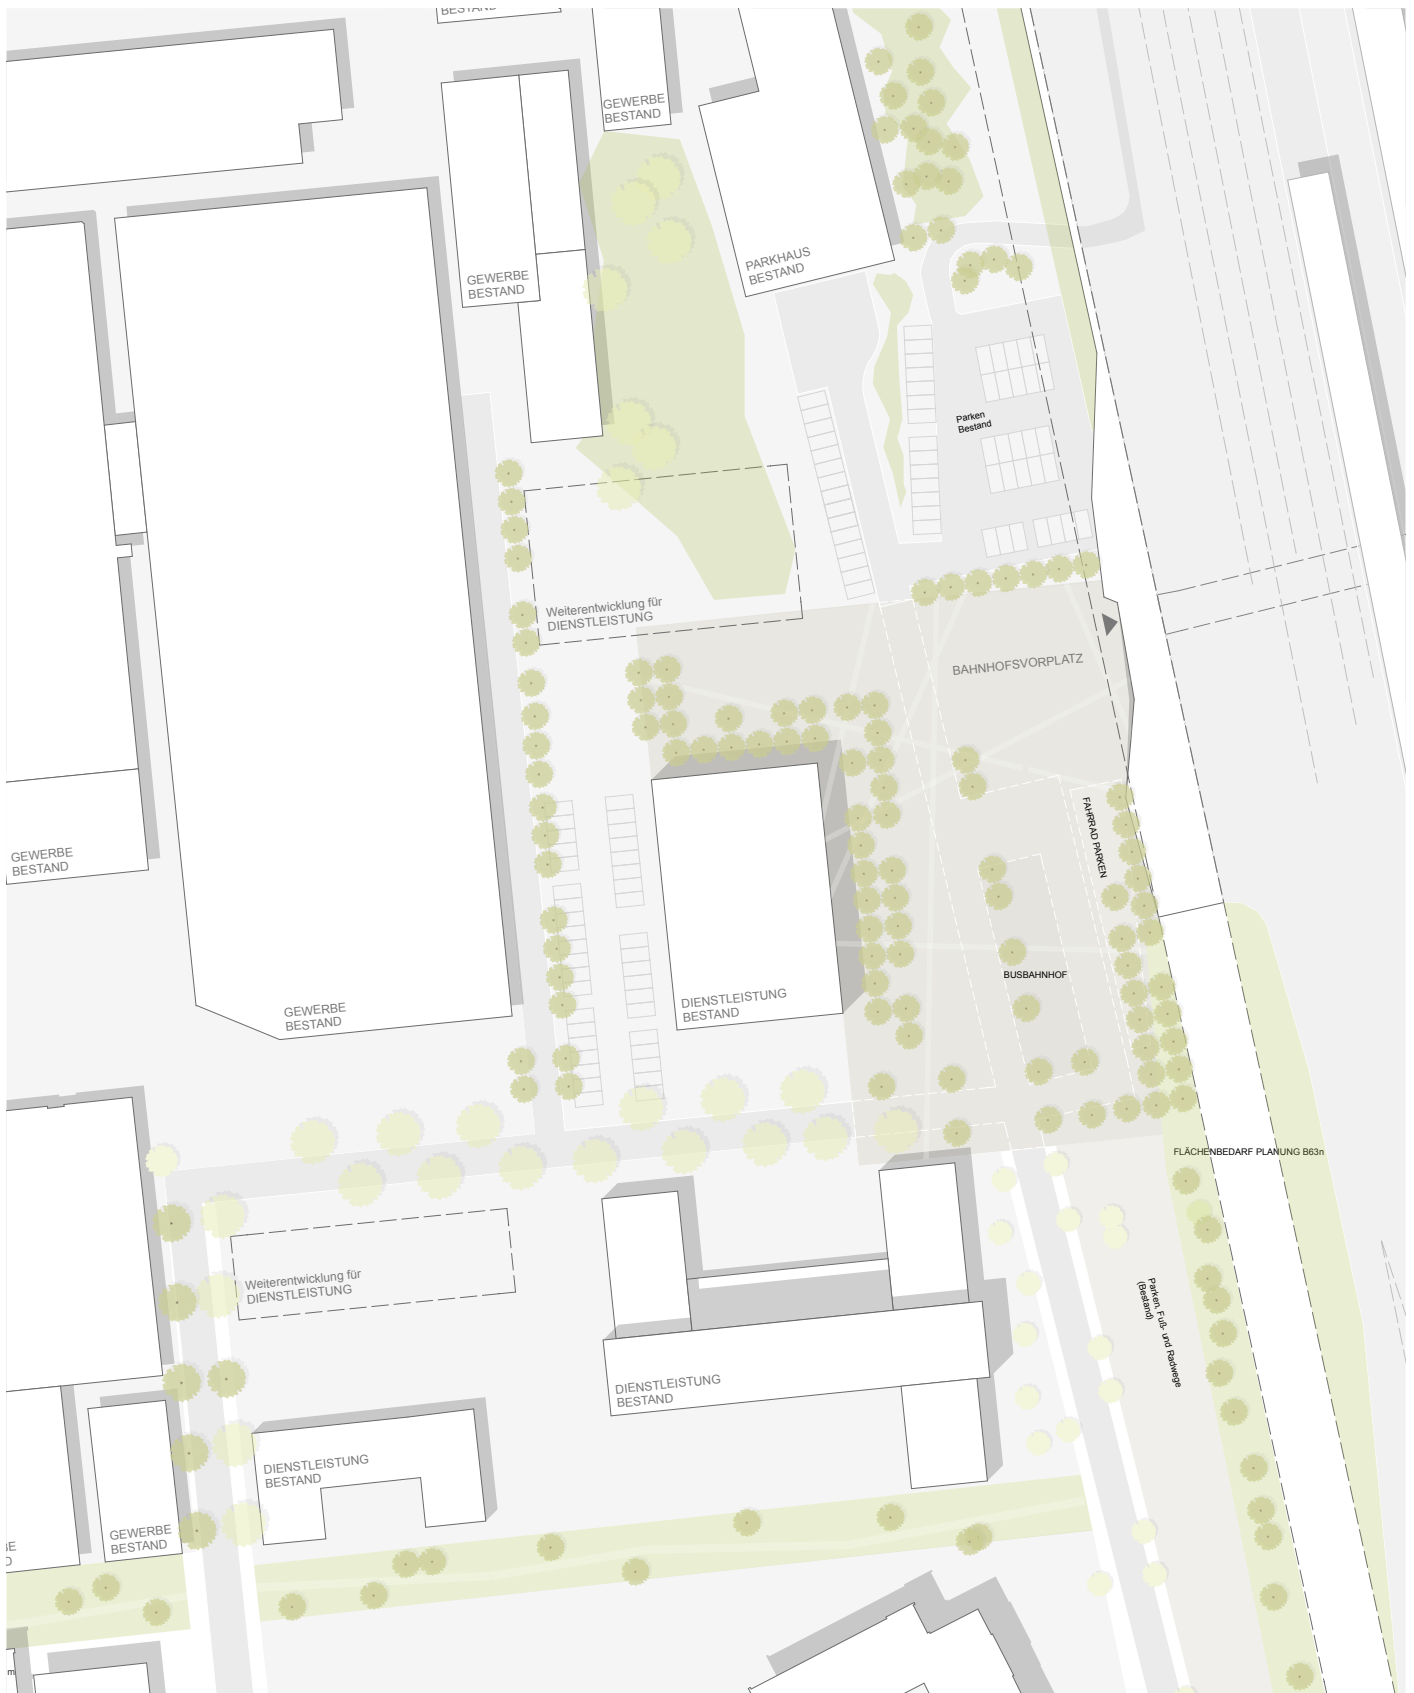 BESTAND
GEWERBE
BESTAND
GEWERBE
BESTAND
PARKHAUS
BESTAND
Parken
Bestand
Weiterentwicklung für
DIENSTLEISTUNG
BAHNHOFSVORPLATZ
FAHRRAD PARKEN
GEWERBE
BESTAND
BUSBAHNHOF
DIENSTLEISTUNG
BESTAND
GEWERBE
BESTAND
FLÄCHENBEDARF PLANUNG B63n
Weiterentwicklung für
DIENSTLEISTUNG
Parken, Fuß- und Radwege
(Bestand)
DIENSTLEISTUNG
BESTAND
DIENSTLEISTUNG
BESTAND
GEWERBE
BESTAND